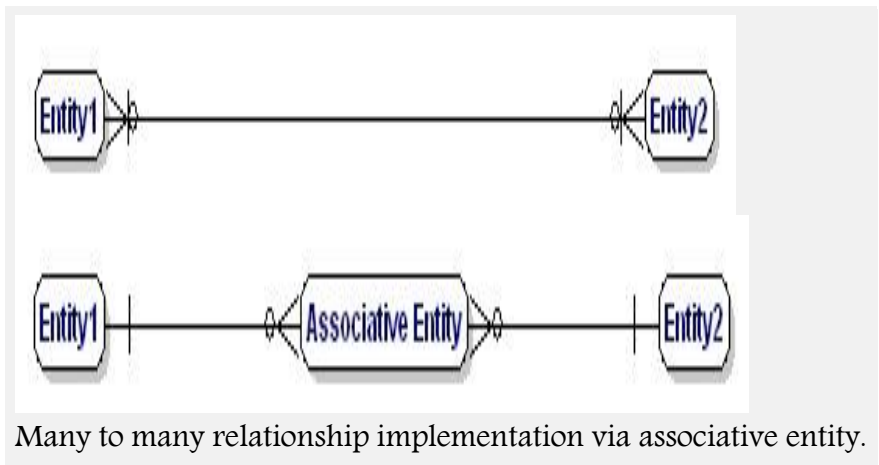 Entity1 Entity2
Entity1 Associative Entity Entity2
Many to many relationship implementation via associative entity.